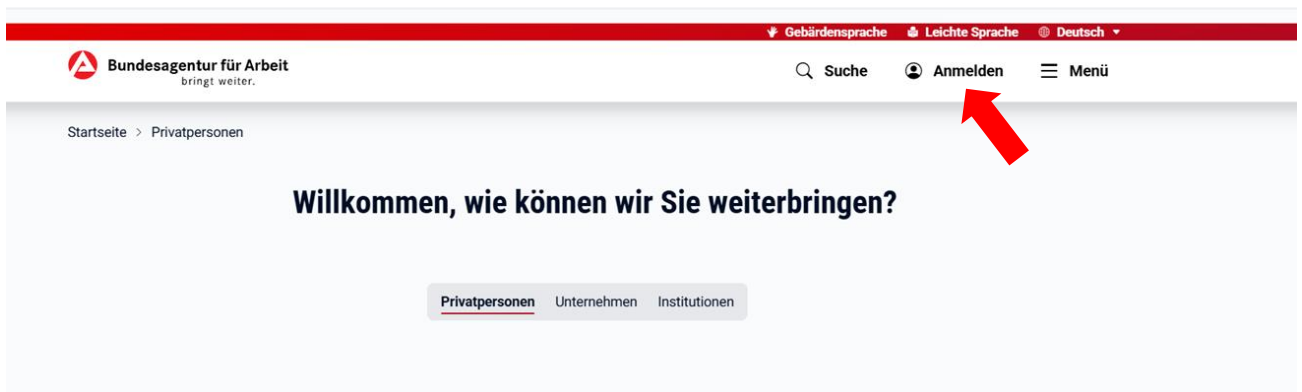 Gebärdensprache Leichte Sprache Deutsch
Bundesagentur für Arbeit
bringt weiter.
Suche Anmelden Menü
Startseite > Privatpersonen
Willkommen, wie können wir Sie weiterbringen?
Privatpersonen Unternehmen Institutionen